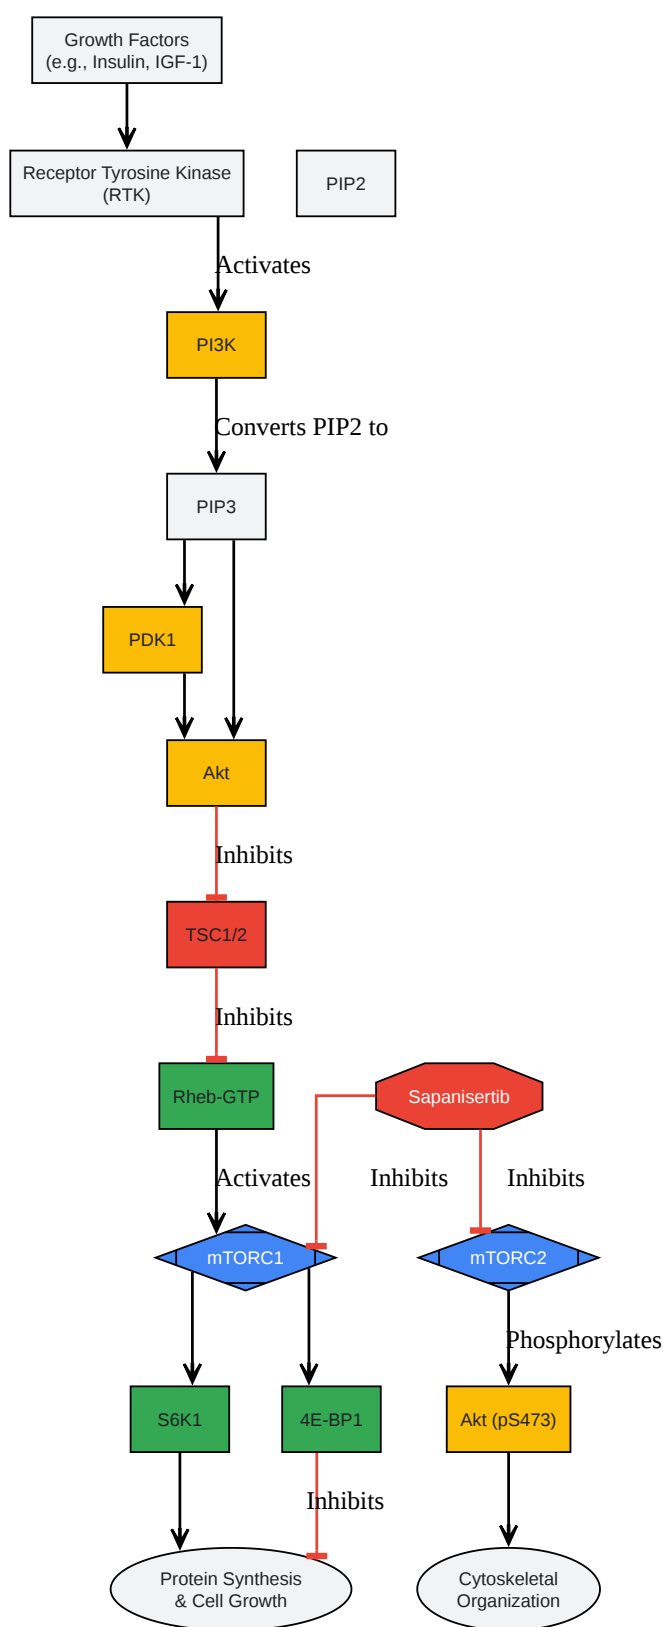 Growth Factors
(e.g., Insulin, IGF-1)
Receptor Tyrosine Kinase
(RTK)
PIP2
Activates
PI3K
Converts PIP2 to
PIP3
PDK1
Akt
Inhibits
TSC1/2
Inhibits
Rheb-GTP
Sapanisertib
Activates
Inhibits
Inhibits
mTORC1
mTORC2
Phosphorylates
S6K1
4E-BP1
Akt (pS473)
Inhibits
Protein Synthesis
& Cell Growth
Cytoskeletal
Organization